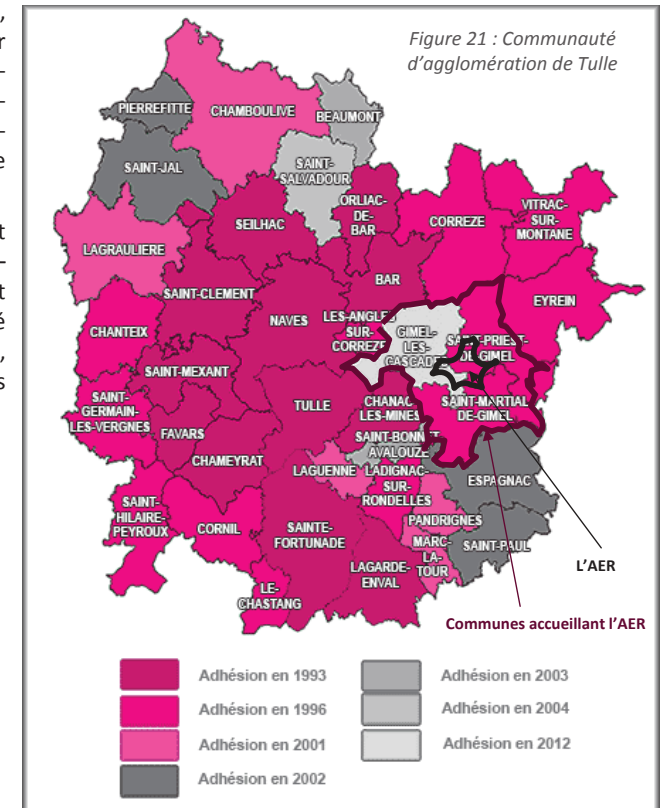 ,
r
–
–
–
e
t
–
t
é
,
s
Figure 21 : Communauté
d’agglomération de Tulle
PIERREFITTE
CHAMBOULIVE
BEAUMONT
SAINT-JAL
SAINT-
SALVADOUR
ORLIAC-
DE-
BAR
SEILHAC
CORREZE
VITRAC-
SUR-
MONTANE
LAGRAULIERE
BAR
SAINT-CLEMENT
EYREIN
CHANTEIX
NAVES
LES-ANGLES
SUR-
CORREZE
GIMEL-
LES-
CASCADES
SAINT-PRIEST-
DE-GIMEL
SAINT-MEXANT
SAINT-
GERMAIN-
LES-VERGNES
TULLE
CHANAC
LES-MINES
SAINT-MARTIAL
DE-GIMEL
FAVARS
SAINT-BONNET
AVALOUZE
CHAMEYRAT
LAGUENNE
LADIGNAC-
SUR-
RONDELLES
ESPAGNAC
SAINT-
HILAIRE-
PEYROUX
CORNIL
SAINTE-
FORTUNADE
PANDRIGNES
MARC-
LA-
TOUR
SAINT-PAUL
LAGARDE-
ENVAL
L’AER
LE-
CHASTANG
Communes accueillant l’AER
Adhésion en 1993
Adhésion en 1996
Adhésion en 2001
Adhésion en 2002
Adhésion en 2003
Adhésion en 2004
Adhésion en 2012